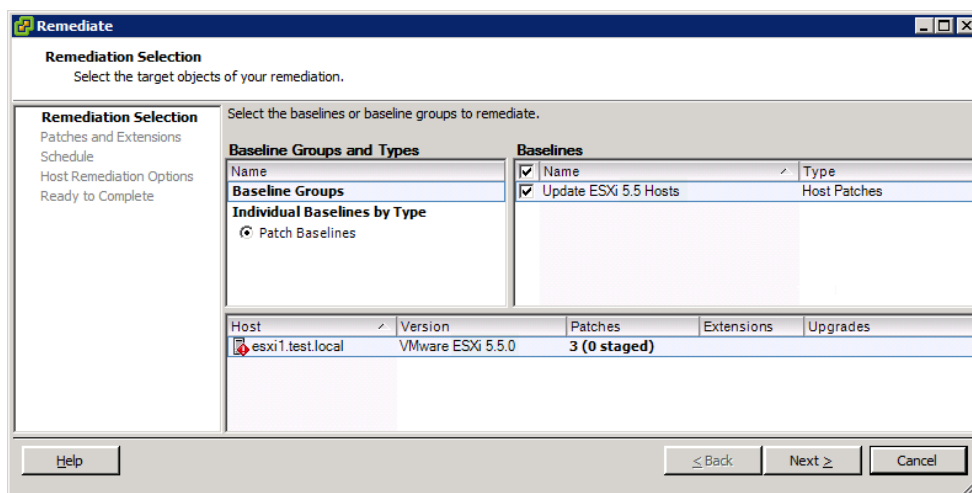 Remediate
Remediation Selection
Select the target objects of your remediation.
Remediation Selection
Patches and Extensions
Schedule
Host Remediation Options
Ready to Complete
Select the baselines or baseline groups to remediate.
Baseline Groups and Types
Name
Baseline Groups
Individual Baselines by Type
Patch Baselines
Baselines
Name Type
Update ESXi 5.5 Hosts Host Patches
Host Version Patches Extensions Upgrades
esxi1.test.local VMware ESXi 5.5.0 3 (0 staged)
Help < Back Next > Cancel